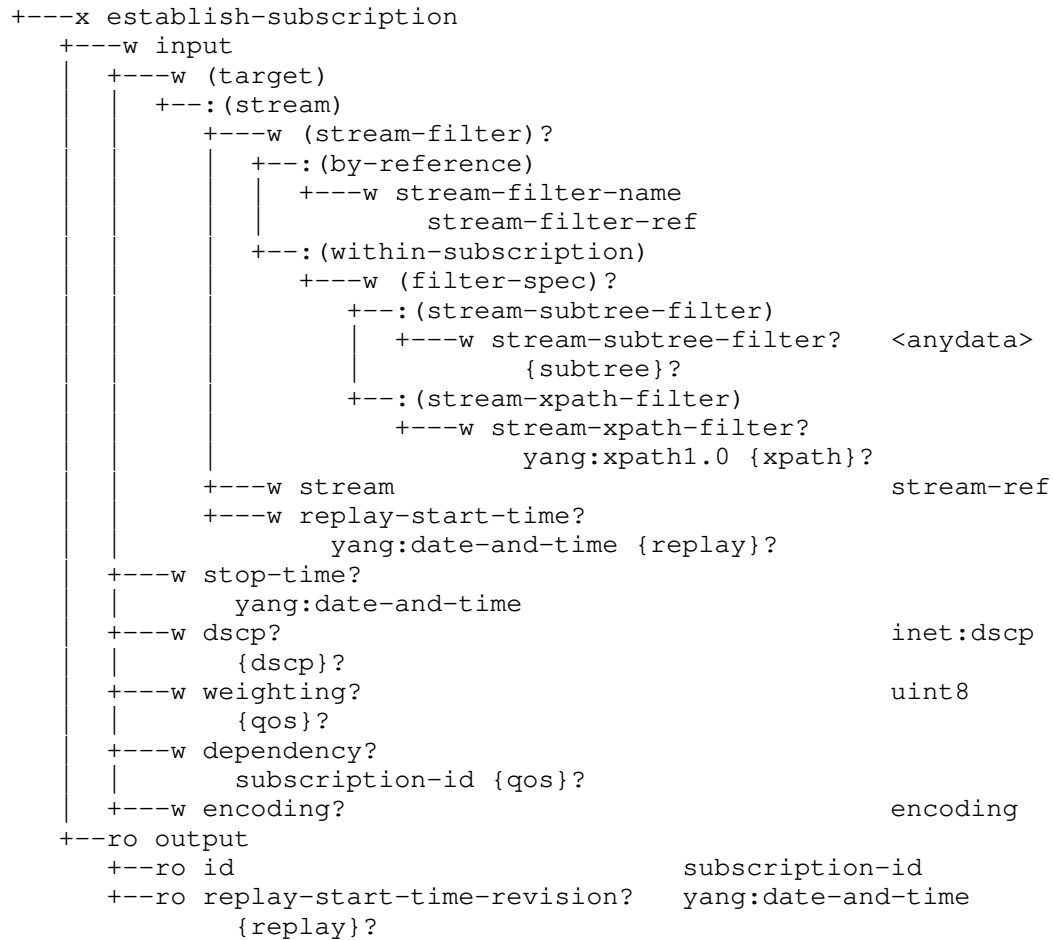 +---x establish-subscription
   +---w input
   |  +---w (target)
   |  |  +--:(stream)
   |  |     +---w (stream-filter)?
   |  |     |  +--:(by-reference)
   |  |     |  |  +---w stream-filter-name
   |  |     |  |        stream-filter-ref
   |  |     |  +--:(within-subscription)
   |  |     |     +---w (filter-spec)?
   |  |     |        +--:(stream-subtree-filter)
   |  |     |        |  +---w stream-subtree-filter?   <anydata>
   |  |     |        |        {subtree}?
   |  |     |        +--:(stream-xpath-filter)
   |  |     |           +---w stream-xpath-filter?
   |  |     |                 yang:xpath1.0 {xpath}?
   |  |     +---w stream                               stream-ref
   |  |     +---w replay-start-time?
   |  |           yang:date-and-time {replay}?
   |  +---w stop-time?
   |  |        yang:date-and-time
   |  +---w dscp?                                      inet:dscp
   |  |        {dscp}?
   |  +---w weighting?                                 uint8
   |  |        {qos}?
   |  +---w dependency?
   |  |        subscription-id {qos}?
   |  +---w encoding?                                  encoding
   +--ro output
      +--ro id                            subscription-id
      +--ro replay-start-time-revision?   yang:date-and-time
              {replay}?